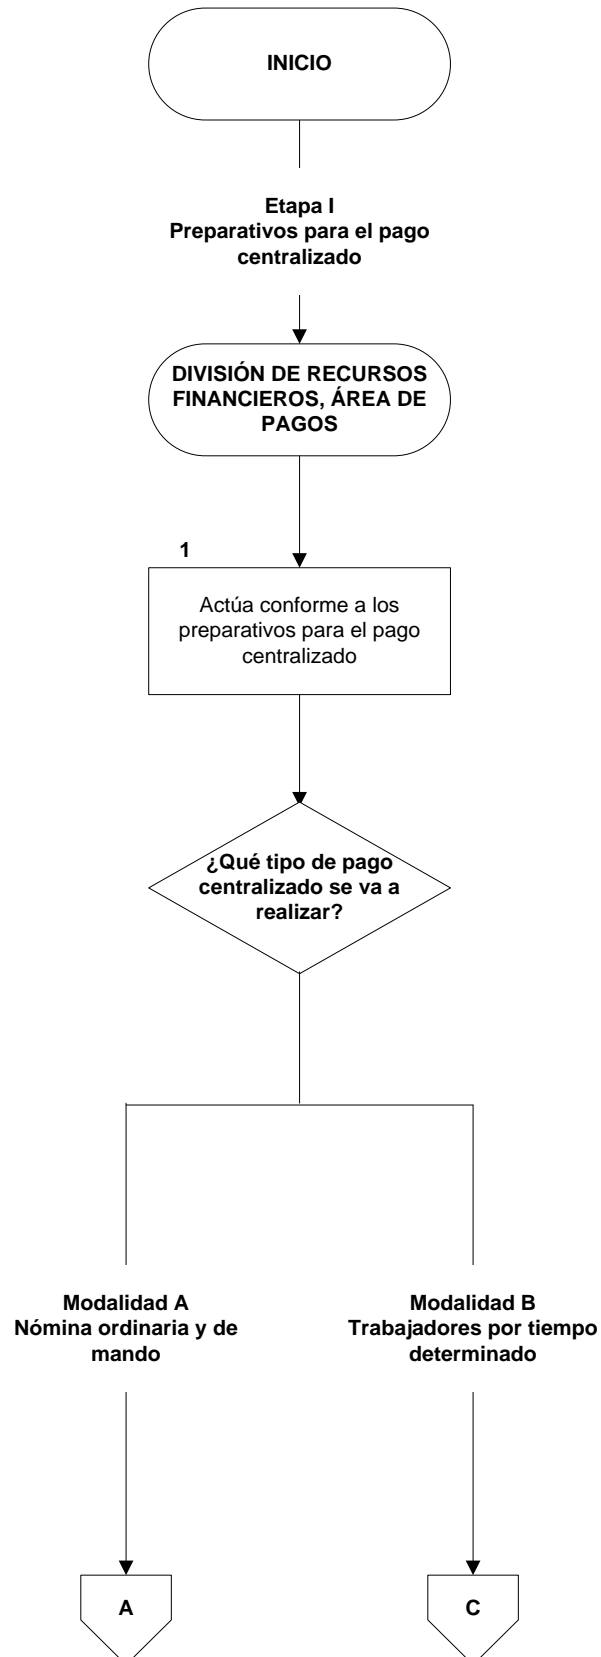 INICIO
Etapa I
Preparativos para el pago
centralizado
DIVISIÓN DE RECURSOS
FINANCIEROS, ÁREA DE
PAGOS
1
Actúa conforme a los
preparativos para el pago
centralizado
¿Qué tipo de pago
centralizado se va a
realizar?
Modalidad A
Nómina ordinaria y de
mando
Modalidad B
Trabajadores por tiempo
determinado
A
C